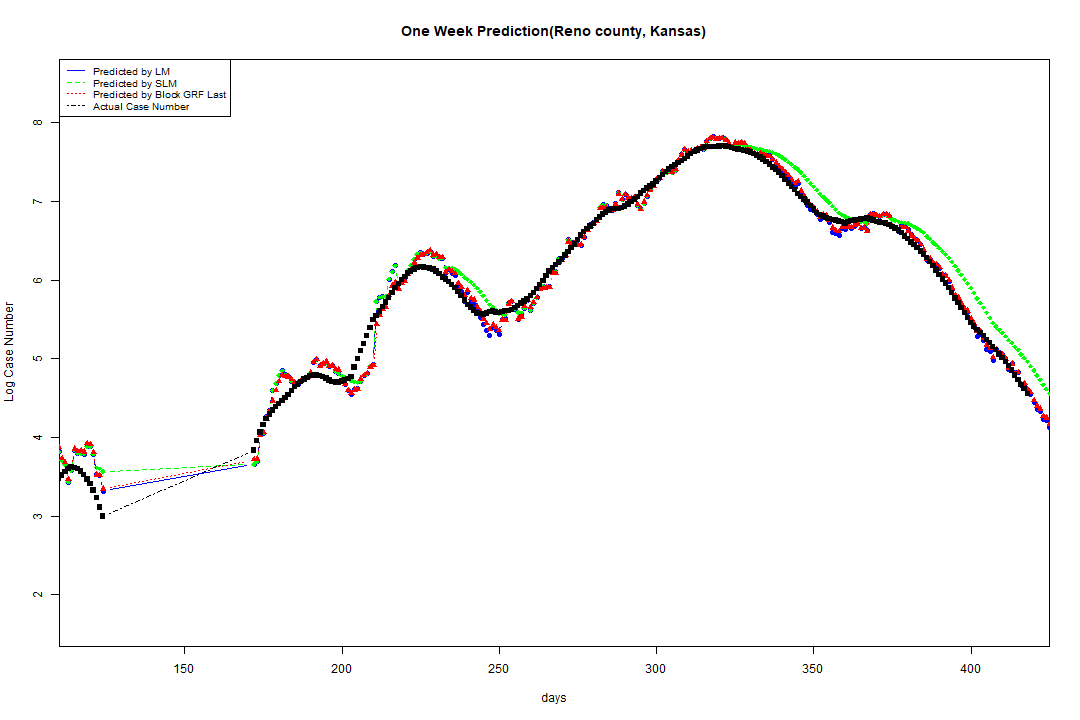 One Week Prediction(Reno county, Kansas)
Predicted by LM
Predicted by SLM
Predicted by Block GRF Last
Actual Case Number
8
7
6
5
4
3
2
Log Case Number
150
200
250
300
350
400
days